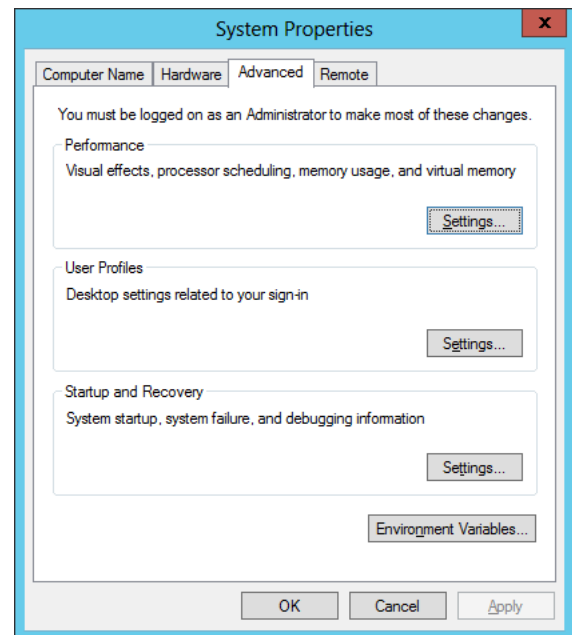 System Properties
x
Computer Name Hardware Advanced Remote
You must be logged on as an Administrator to make most of these changes.
Performance
Visual effects, processor scheduling, memory usage, and virtual memory
Settings...
User Profiles
Desktop settings related to your sign-in
Settings...
Startup and Recovery
System startup, system failure, and debugging information
Settings...
Environment Variables...
OK Cancel Apply